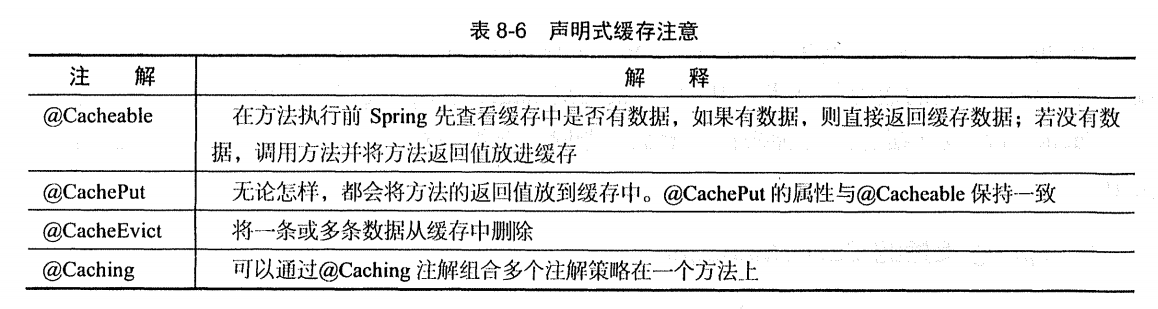 表 8-6 声明式缓存注意
注 解 解 释
@Cacheable 在方法执行前 Spring 先查看缓存中是否有数据，如果有数据，则直接返回缓存数据；若没有数
据，调用方法并将方法返回值放进缓存
@CachePut 无论怎样，都会将方法的返回值放到缓存中。@CachePut 的属性与@Cacheable 保持一致
@CacheEvict 将一条或多条数据从缓存中删除
@Caching 可以通过@Caching 注解组合多个注解策略在一个方法上